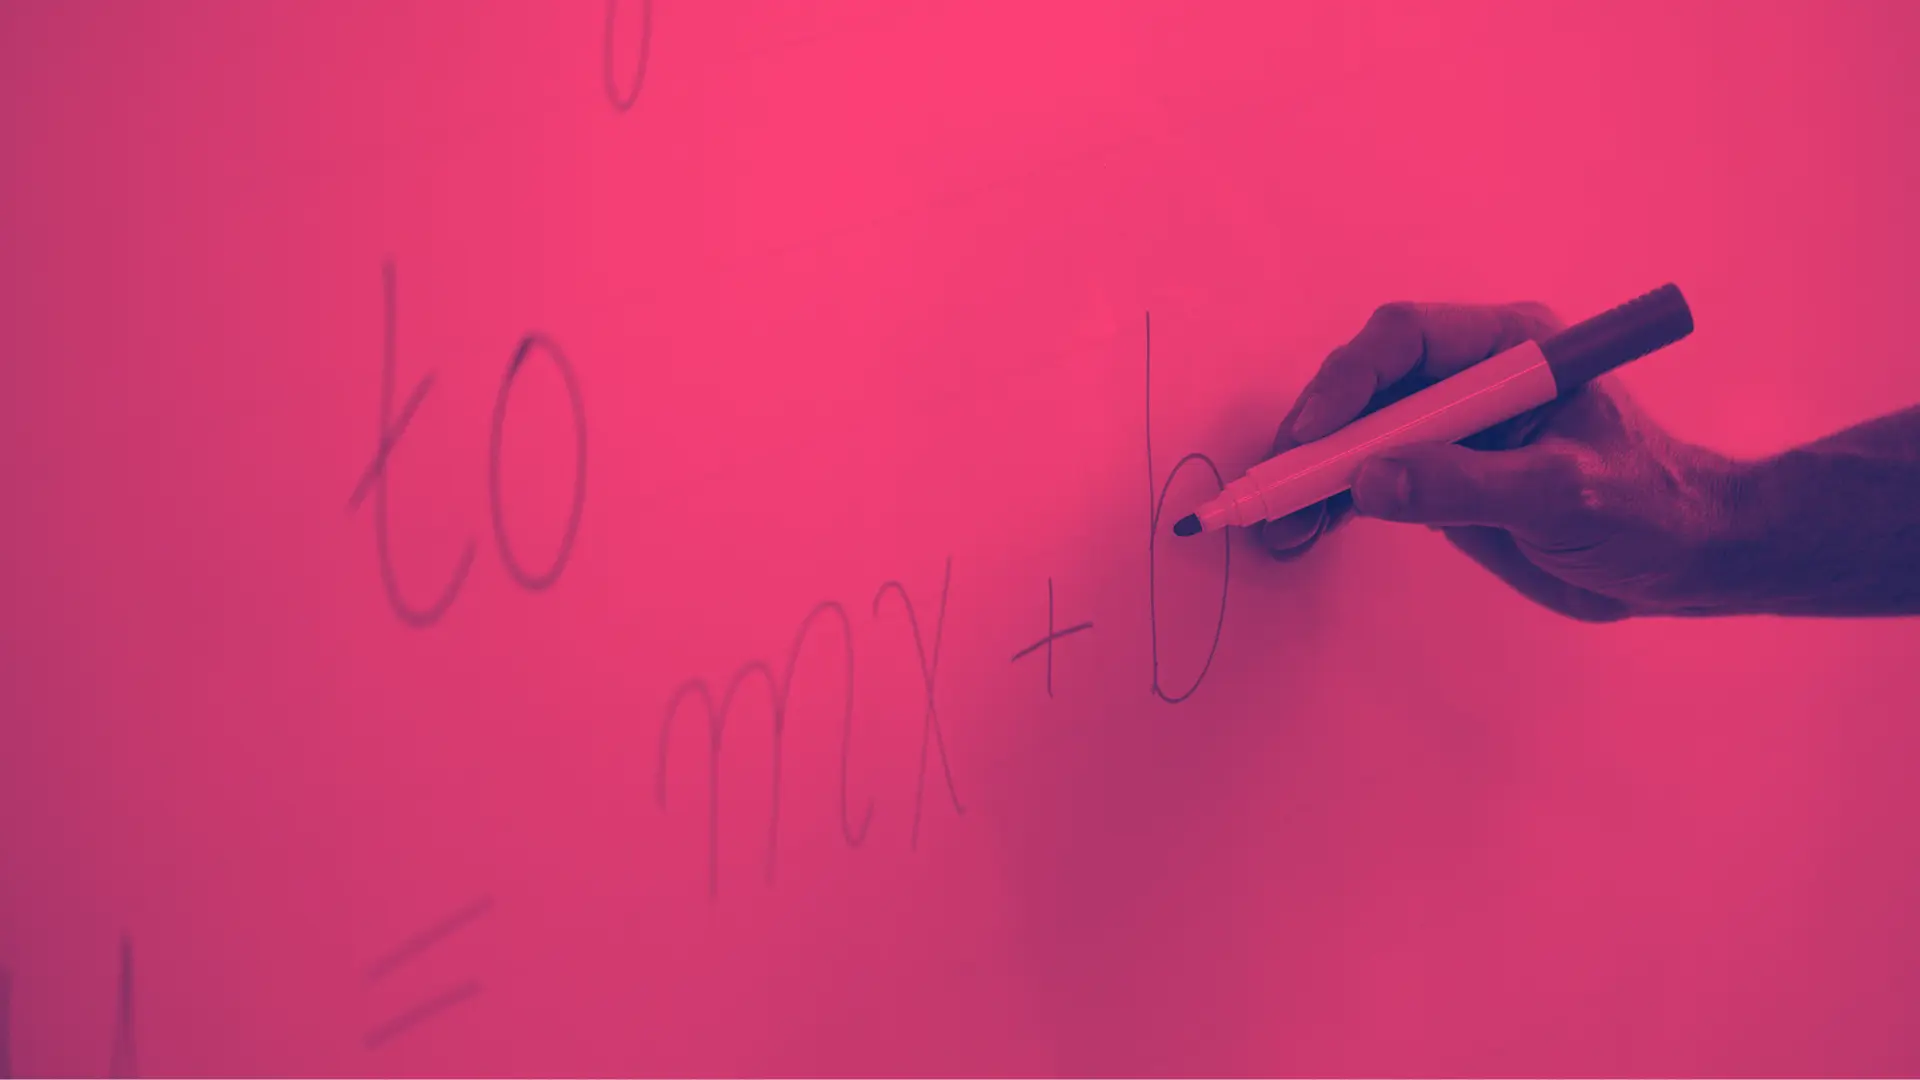 to
y = mx + b